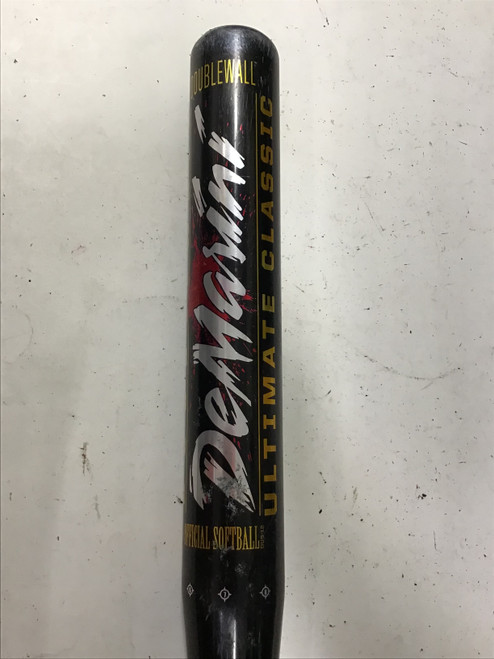 DOUBLEWALL
DeMarini
ULTIMATE CLASSIC
OFFICIAL SOFTBALL